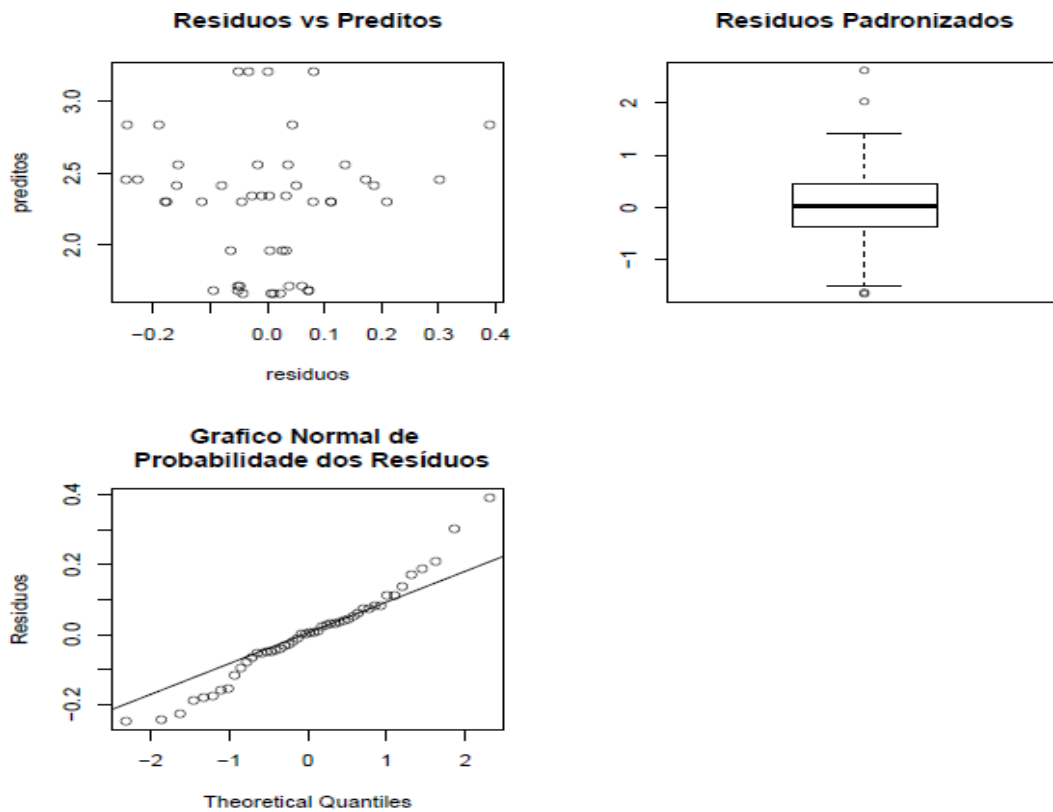 Residuos vs Preditos
preditos
3.0
2.5
2.0
-0.2
0.0
0.1
0.2
0.3
0.4
residuos
Residuos Padronizados
2
1
0
-1
Grafico Normal de
Probabilidade dos Resíduos
Residuos
0.4
0.2
0.0
-0.2
-2
-1
0
1
2
Theoretical Quantiles